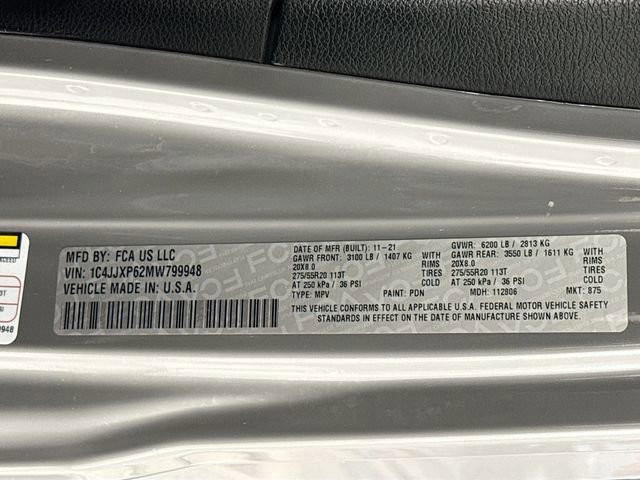 MFD BY: FCA US LLC
VIN: 1C4JJXP62MW799948
VEHICLE MADE IN: U.S.A.
DATE OF MFR (BUILT): 11-21 GVWR: 6200 LB / 2813 KG
GAWR FRONT: 3100 LB / 1407 KG WITH GAWR REAR: 3550 LB / 1611 KG WITH
20X8.0 RIMS 20X8.0 RIMS
275/55R20 113T TIRES 275/55R20 113T TIRES
AT 250 kPa / 36 PSI COLD AT 250 kPa / 36 PSI COLD
TYPE: MPV PAINT: PDN MDH: 112806 MKT: 875
THIS VEHICLE CONFORMS TO ALL APPLICABLE U.S.A. FEDERAL MOTOR VEHICLE SAFETY
STANDARDS IN EFFECT ON THE DATE OF MANUFACTURE SHOWN ABOVE.
9948